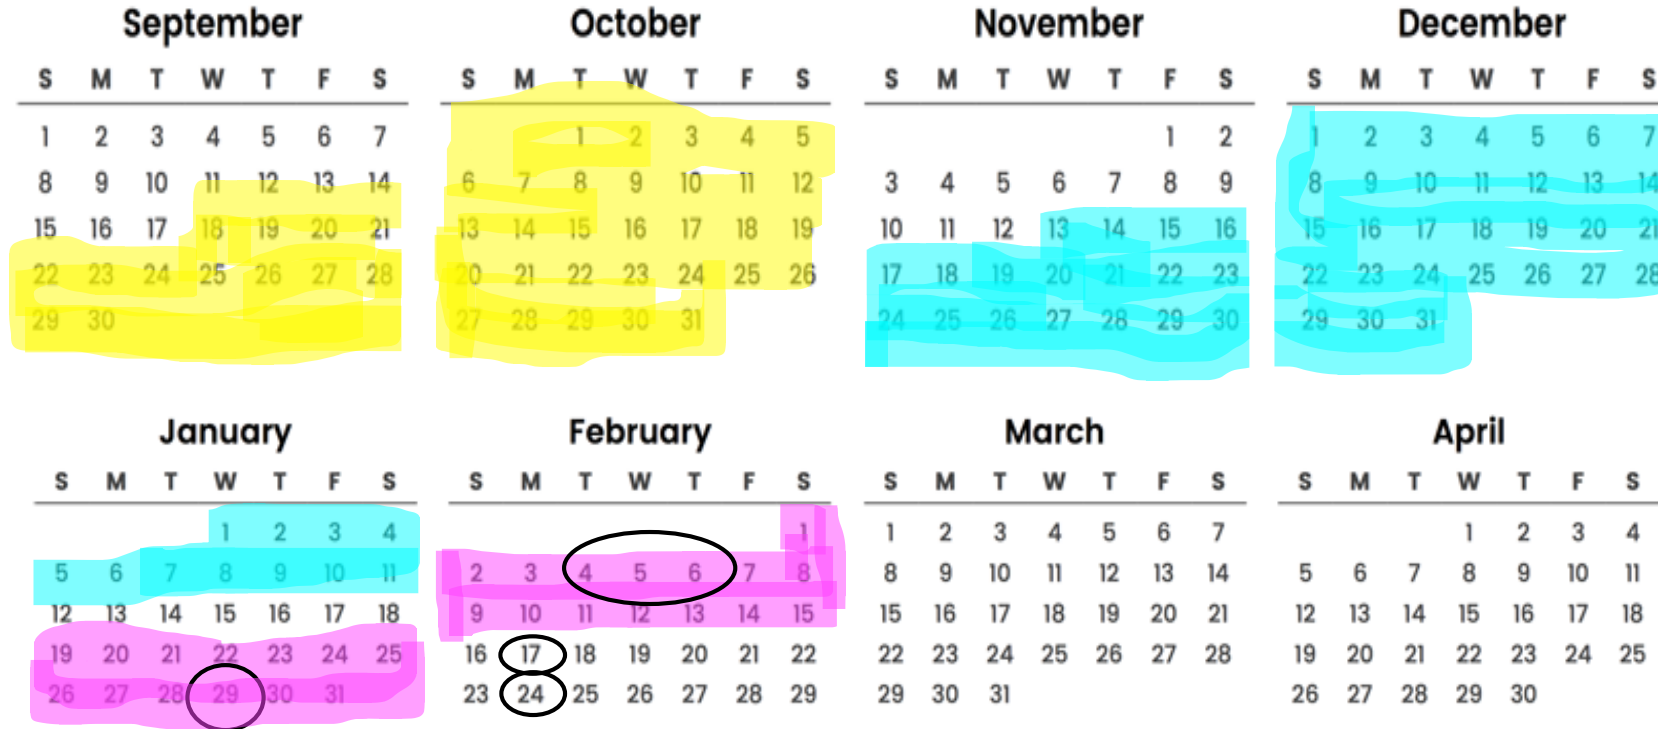 September October November December
S M T W T F S S M T W T F S S M T W T F S S M T W T F S
1 2 3 4 5 6 7 1 2 3 4 5 1 2 1 2 3 4 5 6 7
8 9 10 11 12 13 14 6 7 8 9 10 11 12 3 4 5 6 7 8 9 8 9 10 11 12 13 14
15 16 17 18 19 20 21 13 14 15 16 17 18 19 10 11 12 13 14 15 16 15 16 17 18 19 20 21
22 23 24 25 26 27 28 20 21 22 23 24 25 26 17 18 19 20 21 22 23 22 23 24 25 26 27 28
29 30 27 28 29 30 31 24 25 26 27 28 29 30 29 30 31
January February March April
S M T W T F S S M T W T F S S M T W T F S S M T W T F S
1 2 3 4 1 1 2 3 4 5 6 7 1 2 3 4
5 6 7 8 9 10 11 2 3 4 5 6 7 8 8 9 10 11 12 13 14 5 6 7 8 9 10 11
12 13 14 15 16 17 18 9 10 11 12 13 14 15 15 16 17 18 19 20 21 12 13 14 15 16 17 18
19 20 21 22 23 24 25 16 17 18 19 20 21 22 22 23 24 25 26 27 28 19 20 21 22 23 24 25
26 27 28 29 30 31 23 24 25 26 27 28 29 29 30 31 26 27 28 29 30